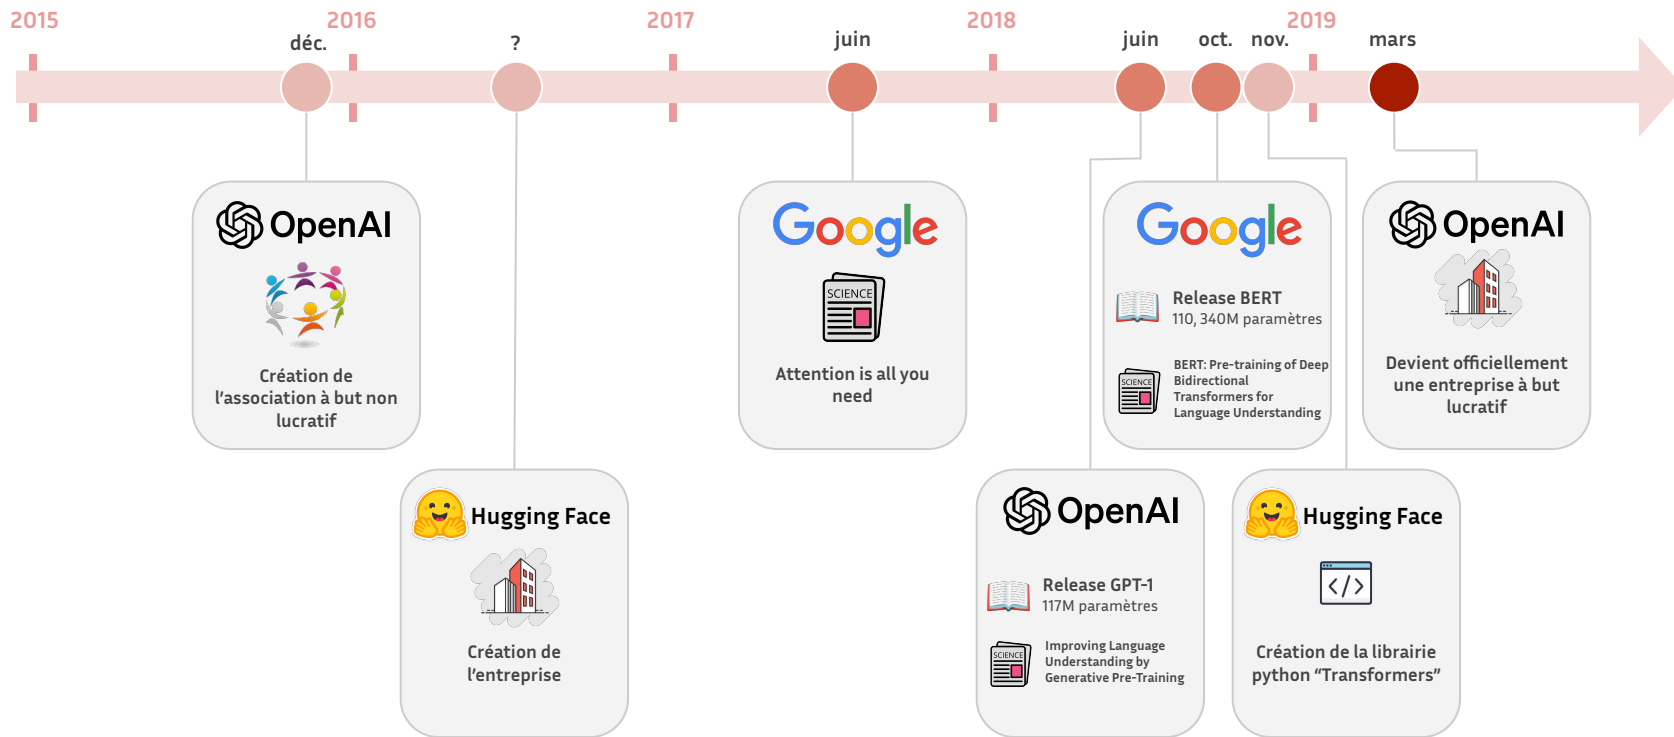 2015
2016
2017
2018
2019
déc.
?
juin
juin
oct.
nov.
mars
OpenAI
Création de
l’association à but non
lucratif
Google
SCIENCE
Attention is all you
need
Google
Release BERT
110, 340M paramètres
SCIENCE
BERT: Pre-training of Deep
Bidirectional
Transformers for
Language Understanding
OpenAI
Devient officiellement
une entreprise à but
lucratif
Hugging Face
Création de
l’entreprise
OpenAI
Release GPT-1
117M paramètres
SCIENCE
Improving Language
Understanding by
Generative Pre-Training
Hugging Face
</>
Création de la librairie
python “Transformers”